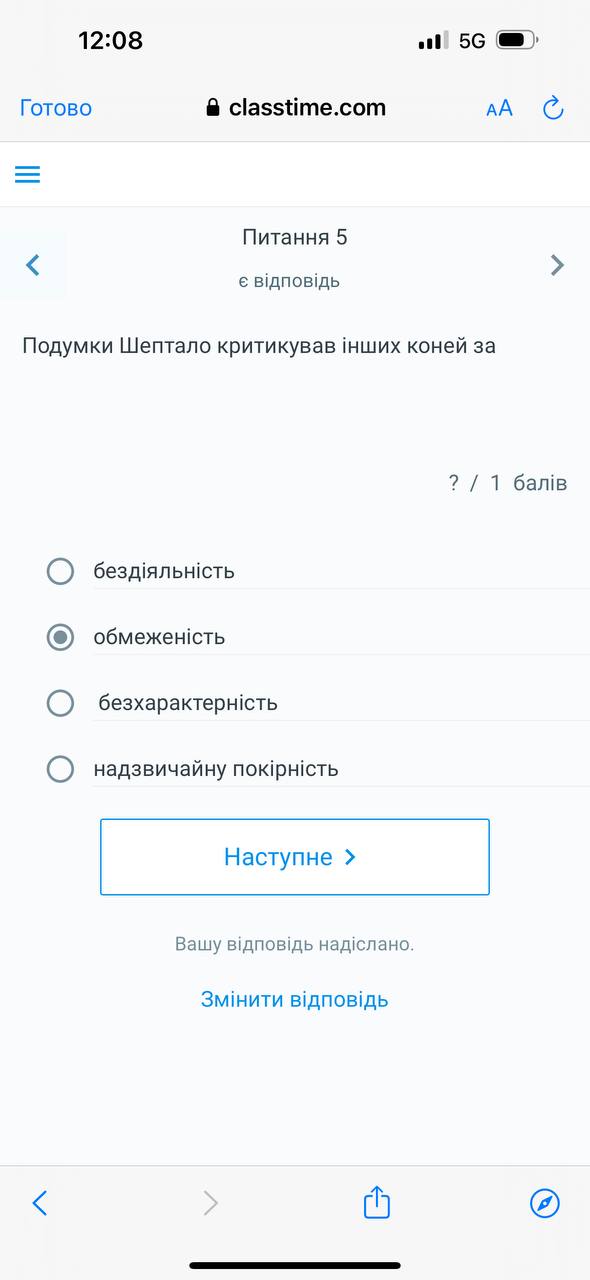 12:08
5G
Готово
classtime.com
AA
Питання 5
є відповідь
Подумки Шептало критикував інших коней за
? / 1 балів
бездіяльність
обмеженість
безхарактерність
надзвичайну покірність
Наступне
Вашу відповідь надіслано.
Змінити відповідь